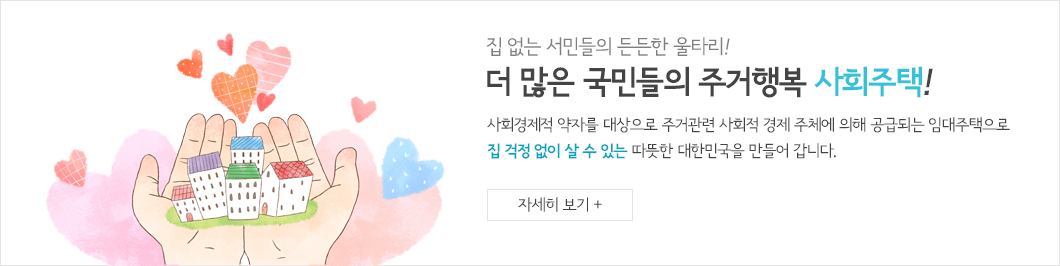 집 없는 서민들의 든든한 울타리!
더 많은 국민들의 주거행복 사회주택!
사회경제적 약자를 대상으로 주거관련 사회적 경제 주체에 의해 공급되는 임대주택으로
집 걱정 없이 살 수 있는 따뜻한 대한민국을 만들어 갑니다.
자세히 보기 +